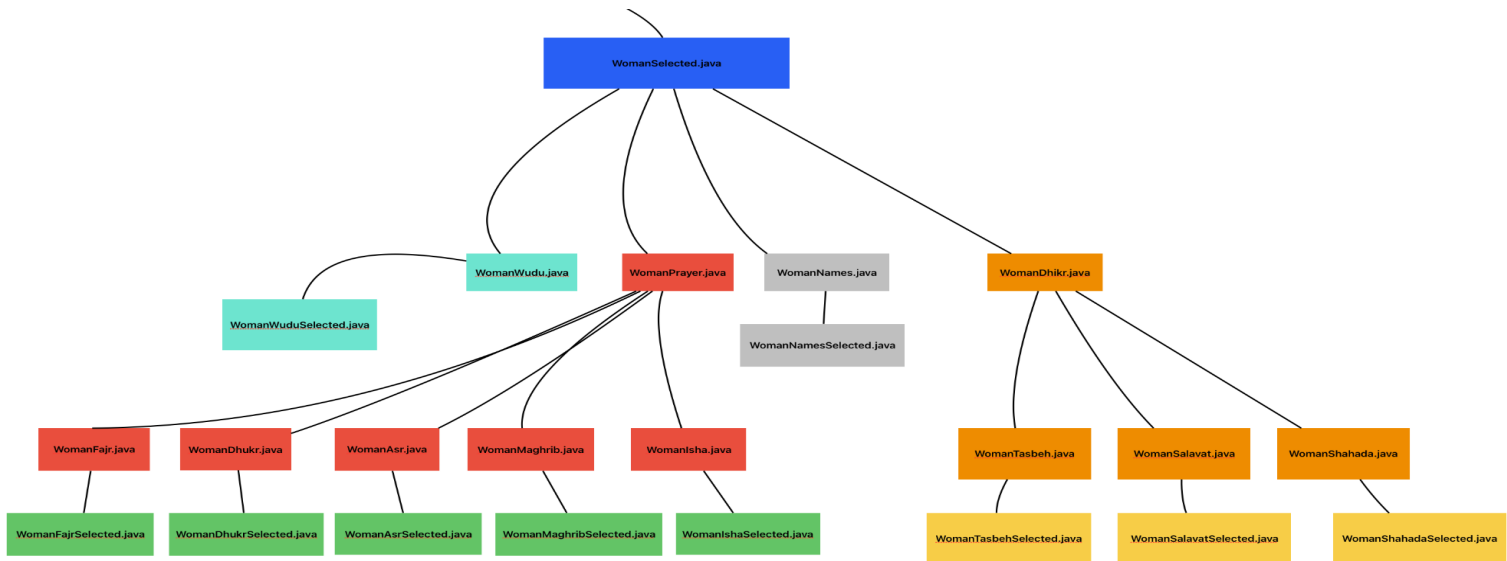 WomanSelected.java
WomanWudu.java
WomanPrayer.java
WomanNames.java
WomanDhikr.java
WomanWuduSelected.java
WomanNamesSelected.java
WomanFajr.java
WomanDhukr.java
WomanAsr.java
WomanMaghrib.java
WomanIsha.java
WomanTasbeh.java
WomanSalavat.java
WomanShahada.java
WomanFajrSelected.java
WomanDhukrSelected.java
WomanAsrSelected.java
WomanMaghribSelected.java
WomanIshaSelected.java
WomanTasbehSelected.java
WomanSalavatSelected.java
WomanShahadaSelected.java